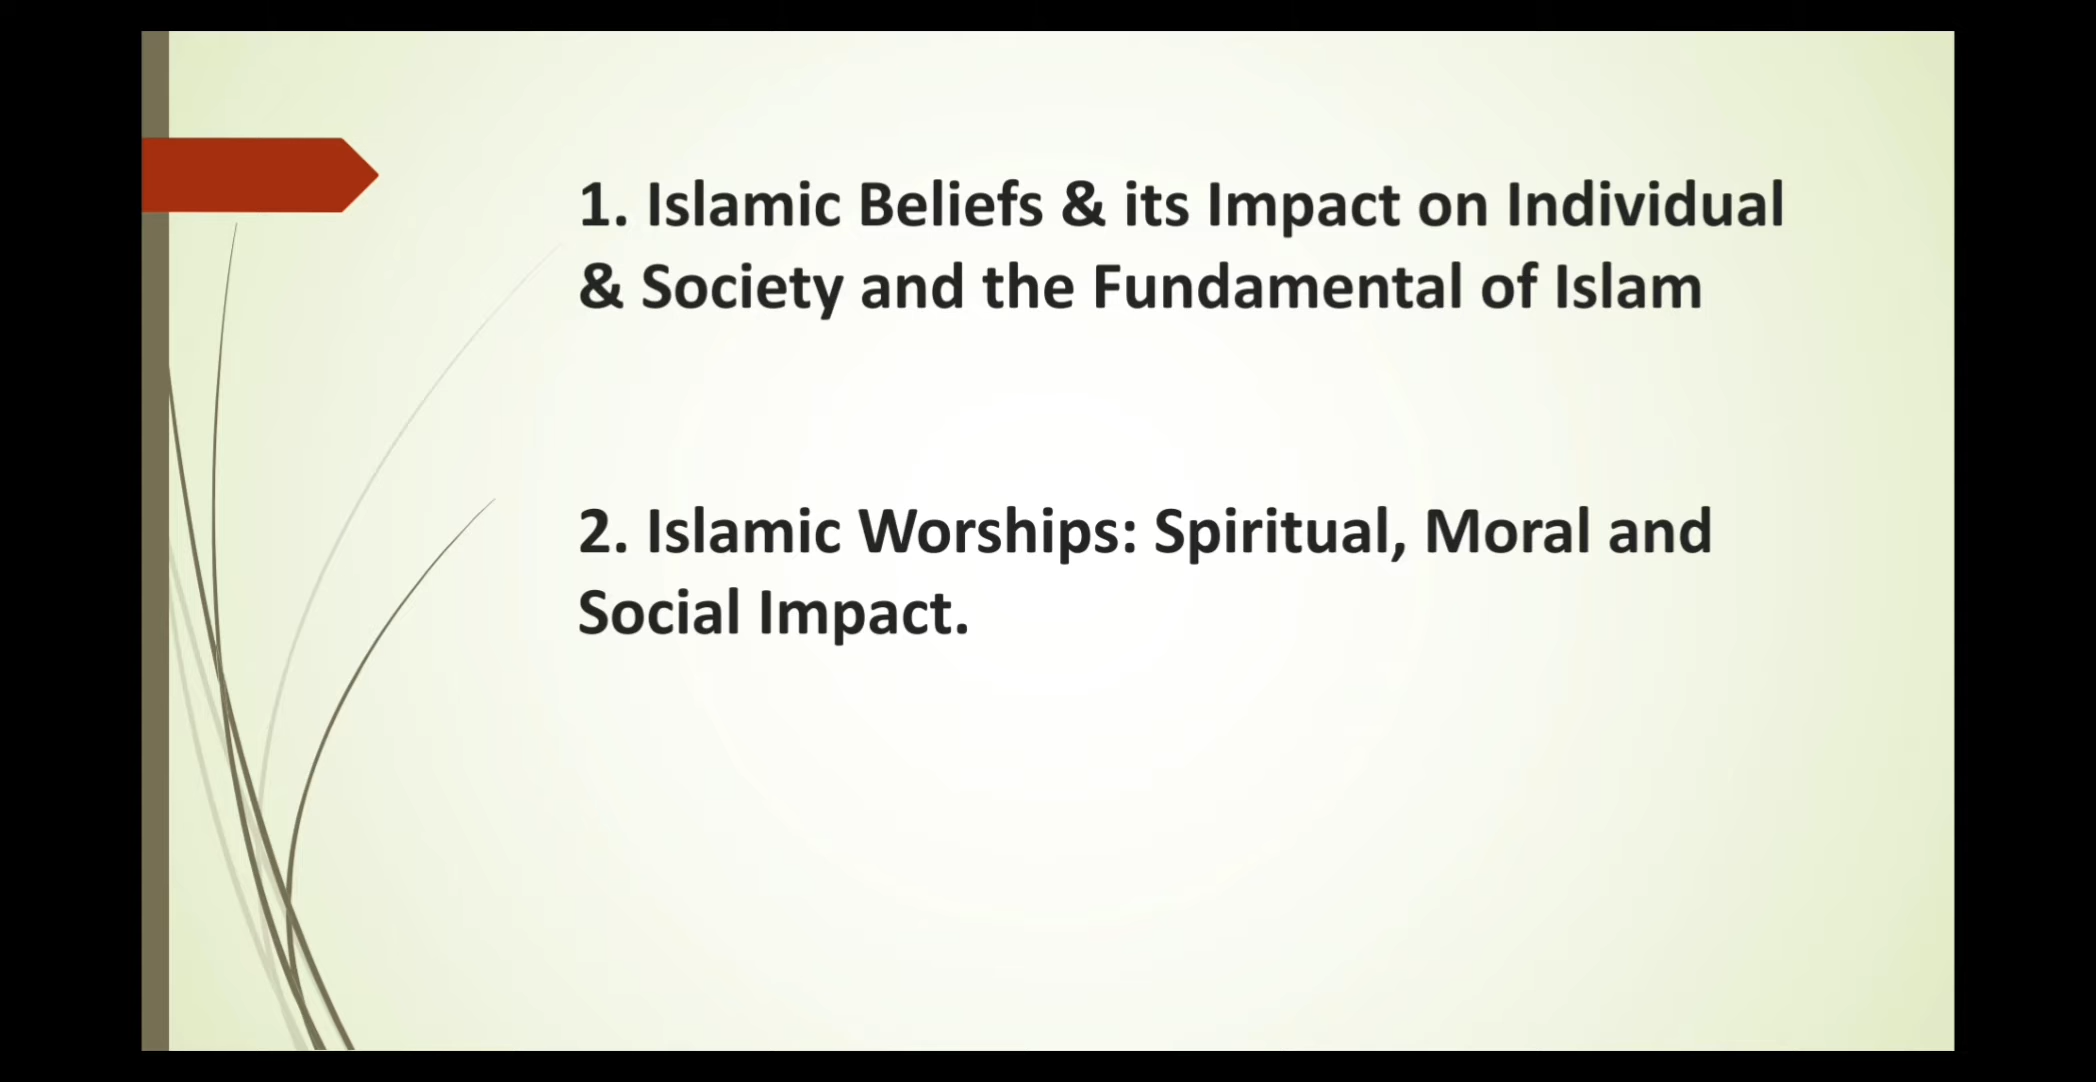 1. Islamic Beliefs & its Impact on Individual
& Society and the Fundamental of Islam
2. Islamic Worships: Spiritual, Moral and
Social Impact.